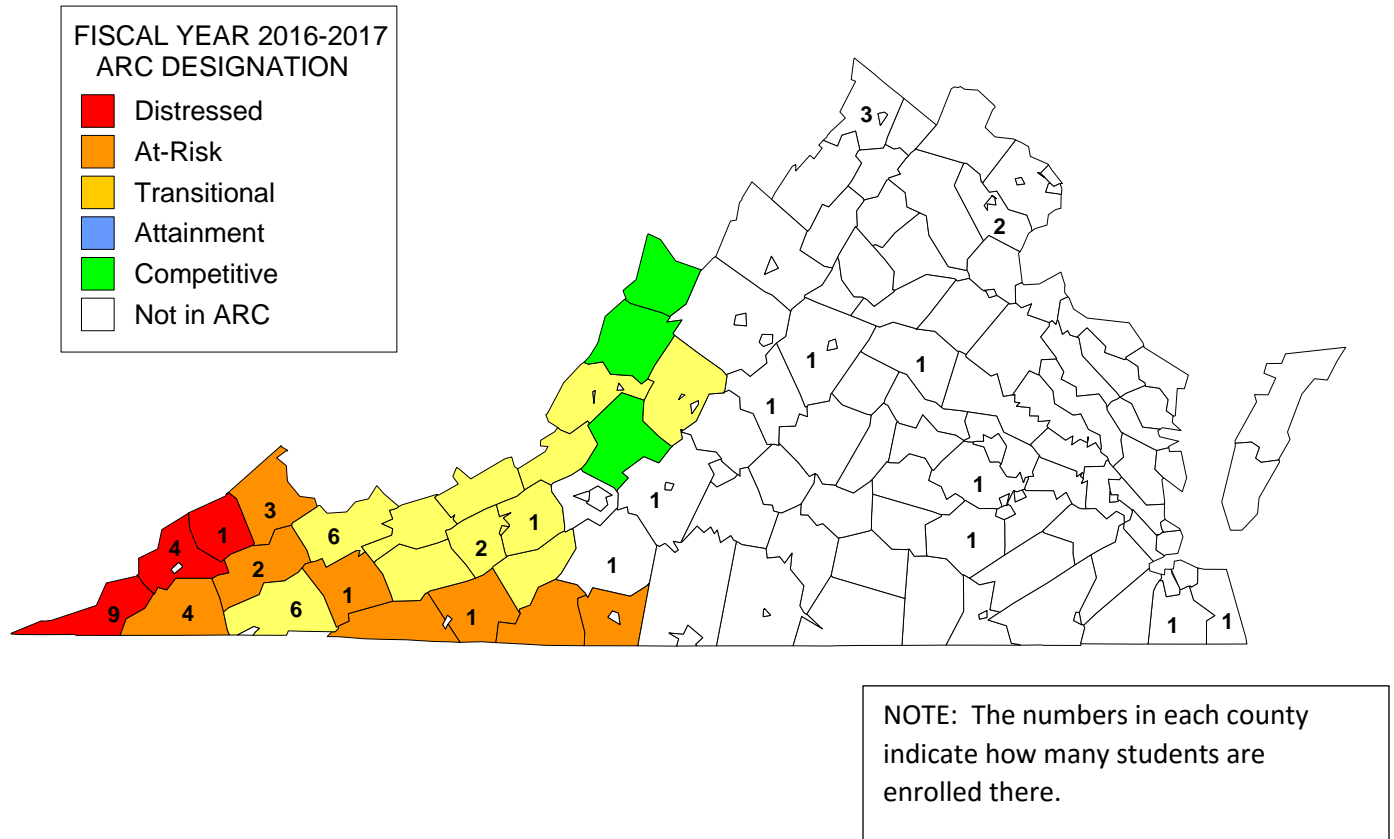 FISCAL YEAR 2016-2017
ARC DESIGNATION
Distressed
At-Risk
Transitional
Attainment
Competitive
Not in ARC
3
2
1
1
1
3
1
6
1
1
4
1
2
2
1
1
1
9
4
6
1
1
1
1
NOTE: The numbers in each county
indicate how many students are
enrolled there.